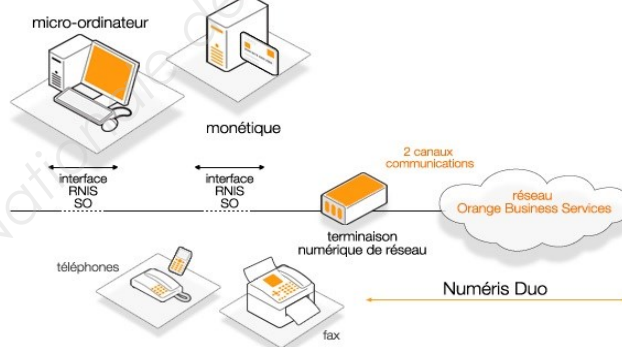 micro-ordinateur
monétique
interface
RNIS
SO
interface
RNIS
SO
2 canaux
communications
réseau
Orange Business Services
terminaison
numérique de réseau
téléphones
fax
Numéris Duo